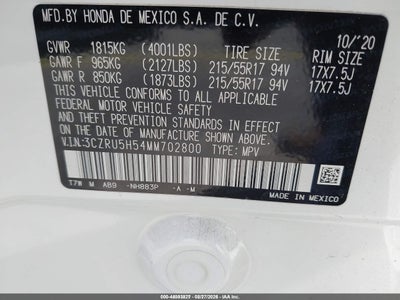 MFD.BY HONDA DE MEXICO S.A. DE C.V.
10/'20
GVWR 1815KG (4001LBS) TIRE SIZE RIM SIZE
GAWR F 965KG (2127LBS) 215/55R17 94V 17X7.5J
GAWR R 850KG (1873LBS) 215/55R17 94V 17X7.5J
THIS VEHICLE CONFORMS TO ALL APPLICABLE
FEDERAL MOTOR VEHICLE SAFETY AND THEFT
PREVENTION STANDARDS IN EFFECT ON THE DATE
OF MANUFACTURE SHOWN ABOVE.
V.I.N:3CZRU5H54MM702800 TYPE: MPV
T7W M AB9 -NH883P -A -M
MADE IN MEXICO